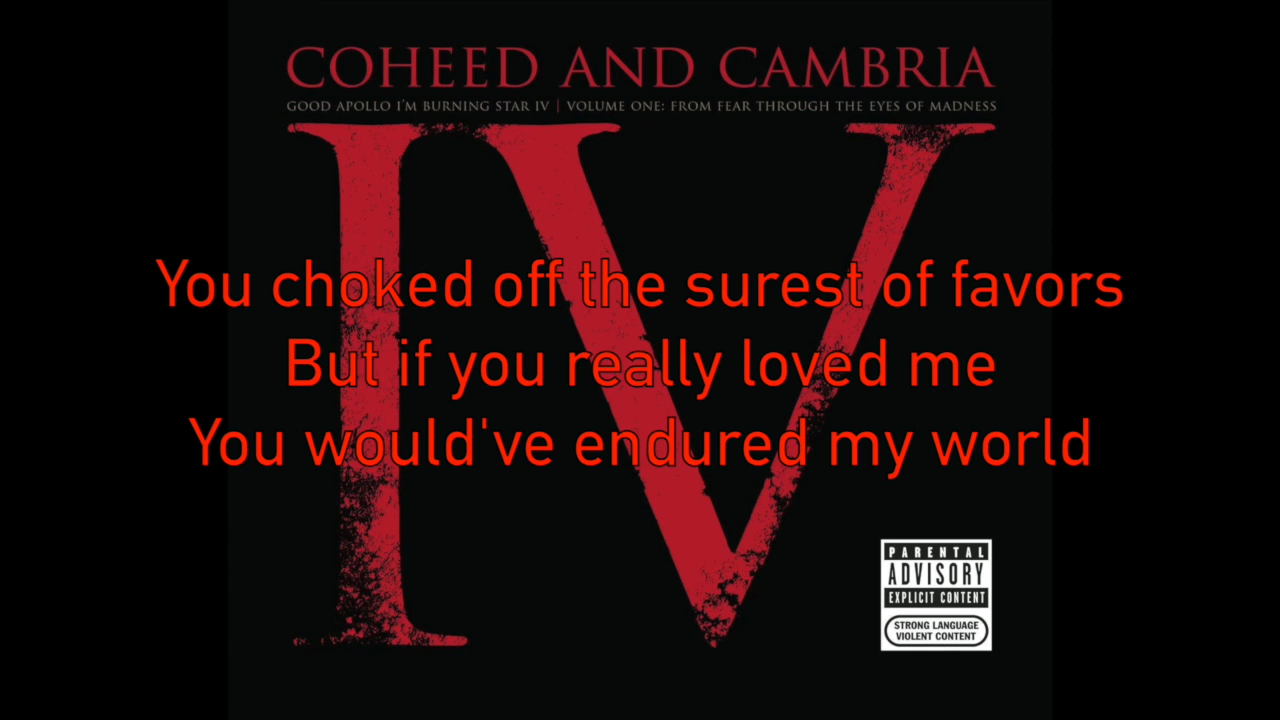 COHEED AND CAMBRIA
GOOD APOLLO I'M BURNING STAR IV | VOLUME ONE: FROM FEAR THROUGH THE EYES OF MADNESS
IV
You choked off the surest of favors
But if you really loved me
You would've endured my world
PARENTAL
ADVISORY
EXPLICIT CONTENT
STRONG LANGUAGE
VIOLENT CONTENT